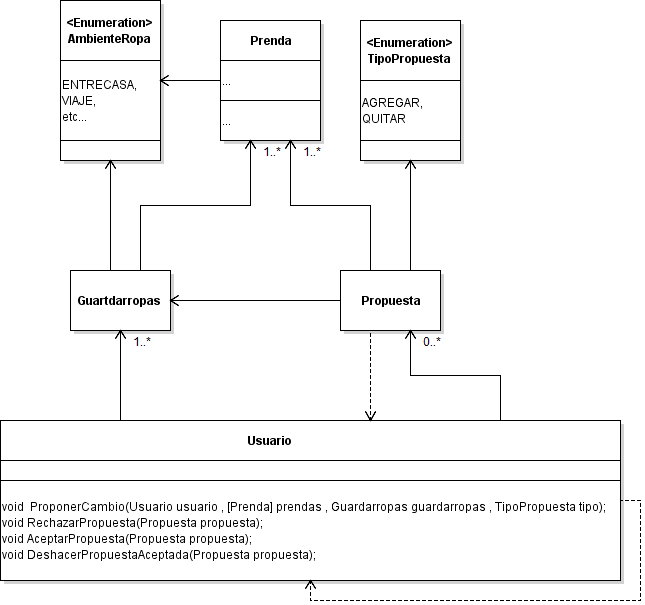 <Enumeration>
AmbienteRopa
ENTRECASA,
VIAJE,
etc...
Prenda
...
...
<Enumeration>
TipoPropuesta
AGREGAR,
QUITAR
1..*
1..*
Guartdarropas
Propuesta
1..*
0..*
Usuario
void  ProponerCambio(Usuario usuario , [Prenda] prendas , Guardarropas guardarropas , TipoPropuesta tipo);
void RechazarPropuesta(Propuesta propuesta);
void AceptarPropuesta(Propuesta propuesta);
void DeshacerPropuestaAceptada(Propuesta propuesta);